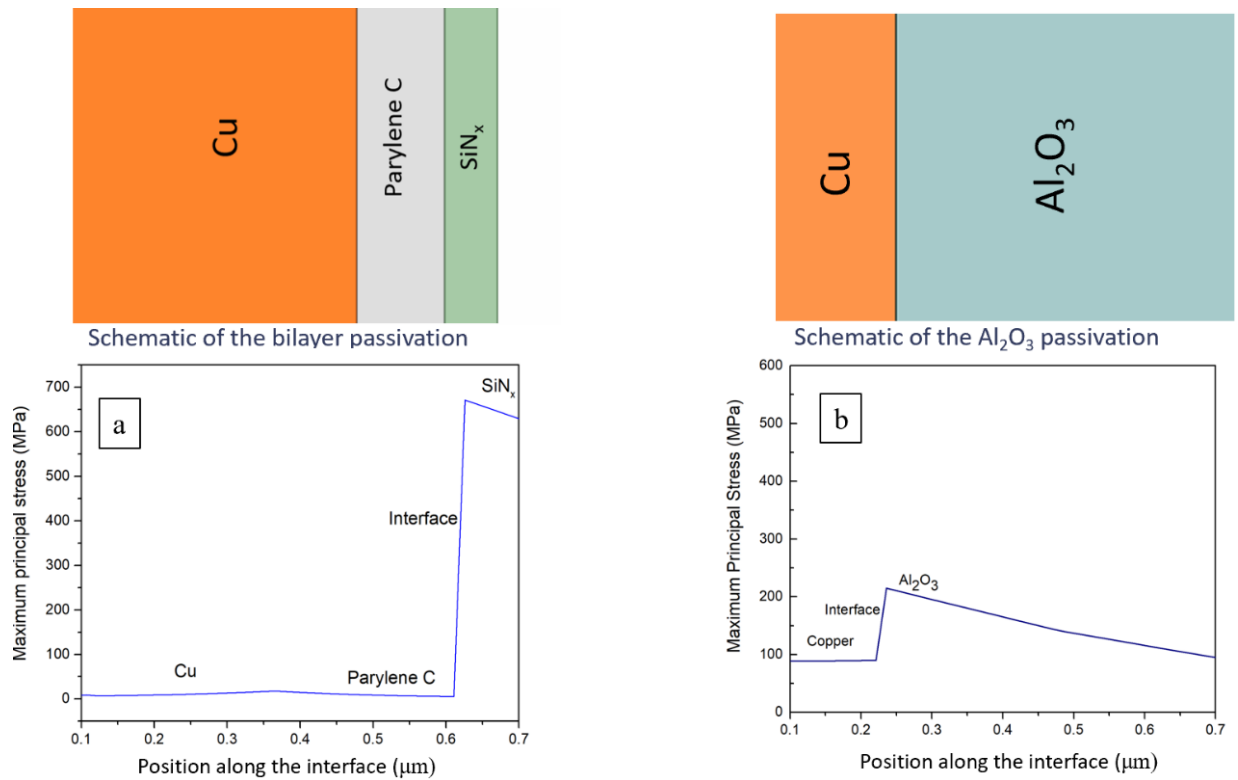 Cu
Parylene C
SiNₓ
Schematic of the bilayer passivation
Cu
Al₂O₃
Schematic of the Al₂O₃ passivation
Maximum principal stress (MPa)
700
600
500
400
300
200
100
0
a
SiNₓ
Interface
Cu
Parylene C
0.1 0.2 0.3 0.4 0.5 0.6 0.7
Position along the interface (μm)
Maximum Principal Stress (MPa)
600
500
400
300
200
100
0
b
Al₂O₃
Interface
Copper
0.1 0.2 0.3 0.4 0.5 0.6 0.7
Position along the interface (μm)